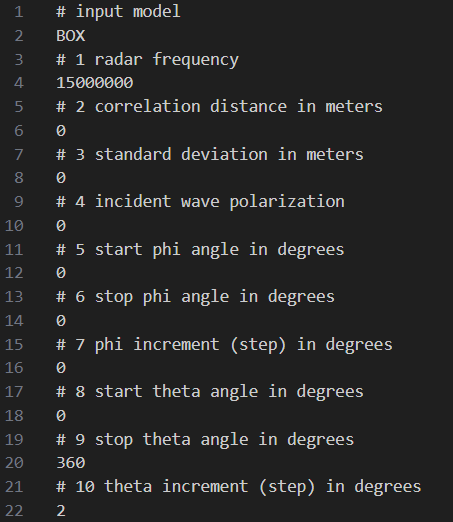 1 # input model
2 BOX
3 # 1 radar frequency
4 15000000
5 # 2 correlation distance in meters
6 0
7 # 3 standard deviation in meters
8 0
9 # 4 incident wave polarization
10 0
11 # 5 start phi angle in degrees
12 0
13 # 6 stop phi angle in degrees
14 0
15 # 7 phi increment (step) in degrees
16 0
17 # 8 start theta angle in degrees
18 0
19 # 9 stop theta angle in degrees
20 360
21 # 10 theta increment (step) in degrees
22 2